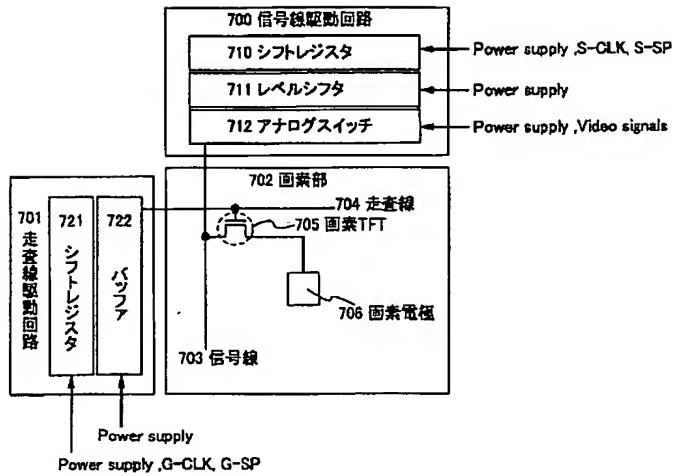 700 信号線駆動回路
710 シフトレジスタ
Power supply ,S-CLK, S-SP
711 レベルシフタ
Power supply
712 アナログスイッチ
Power supply ,Video signals
702 画素部
704 走査線
705 画素TFT
706 画素電極
703 信号線
701 走査線駆動回路
721 シフトレジスタ
722 バッファ
Power supply
Power supply ,G-CLK, G-SP